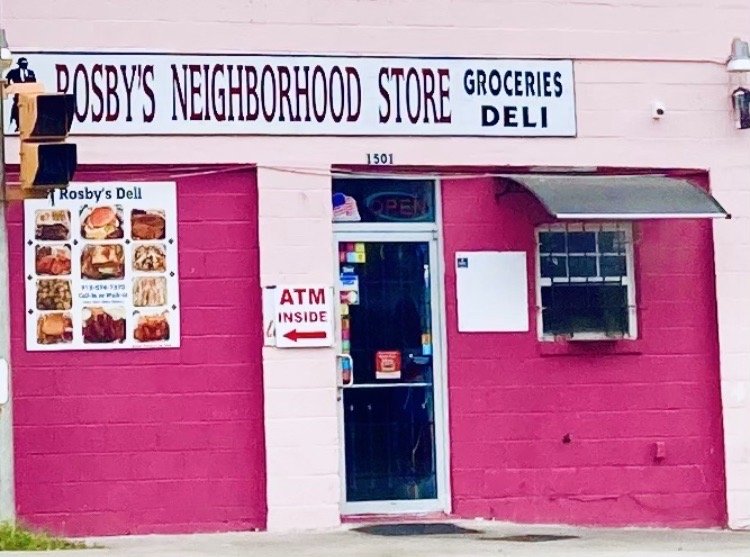 ROSBY'S NEIGHBORHOOD STORE
GROCERIES
DELI
1501
Rosby's Deli
OPEN
ATM
INSIDE